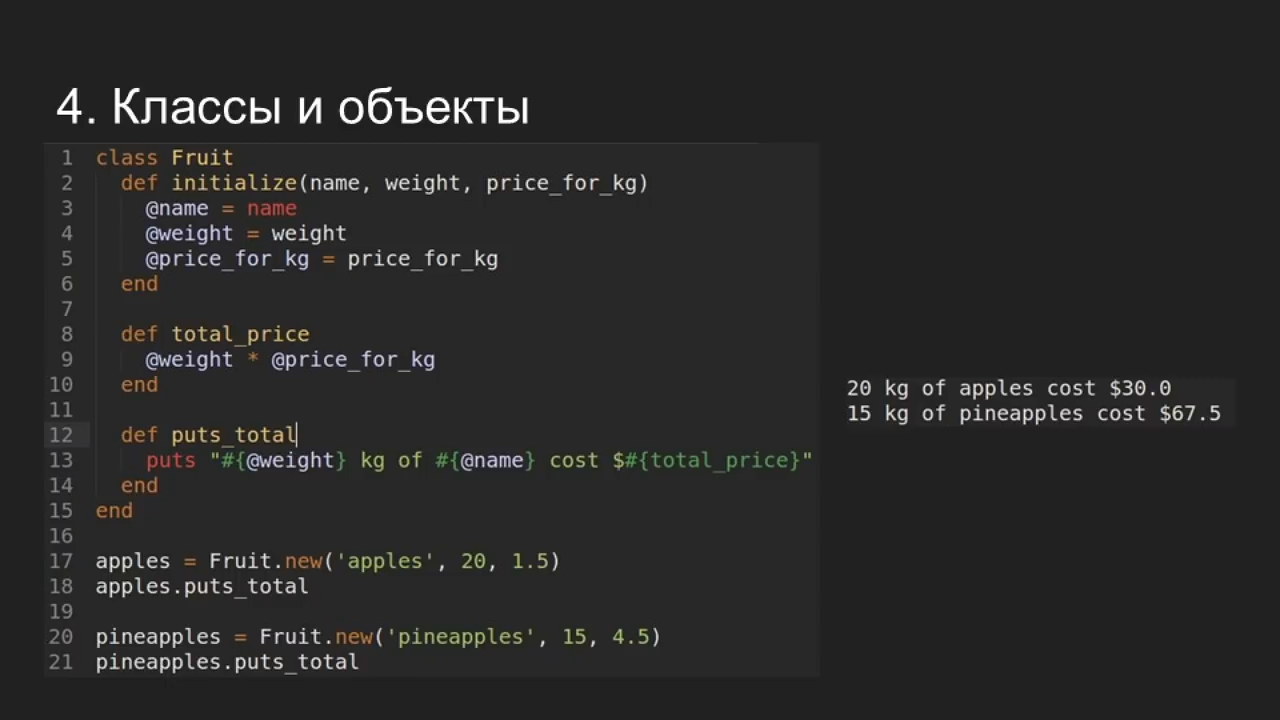 4. Классы и объекты
1 class Fruit
2   def initialize(name, weight, price_for_kg)
3     @name = name
4     @weight = weight
5     @price_for_kg = price_for_kg
6   end
7
8   def total_price
9     @weight * @price_for_kg
10   end
11
12   def puts_total
13     puts "#{@weight} kg of #{@name} cost $#{total_price}"
14   end
15 end
16
17 apples = Fruit.new('apples', 20, 1.5)
18 apples.puts_total
19
20 pineapples = Fruit.new('pineapples', 15, 4.5)
21 pineapples.puts_total
20 kg of apples cost $30.0
15 kg of pineapples cost $67.5